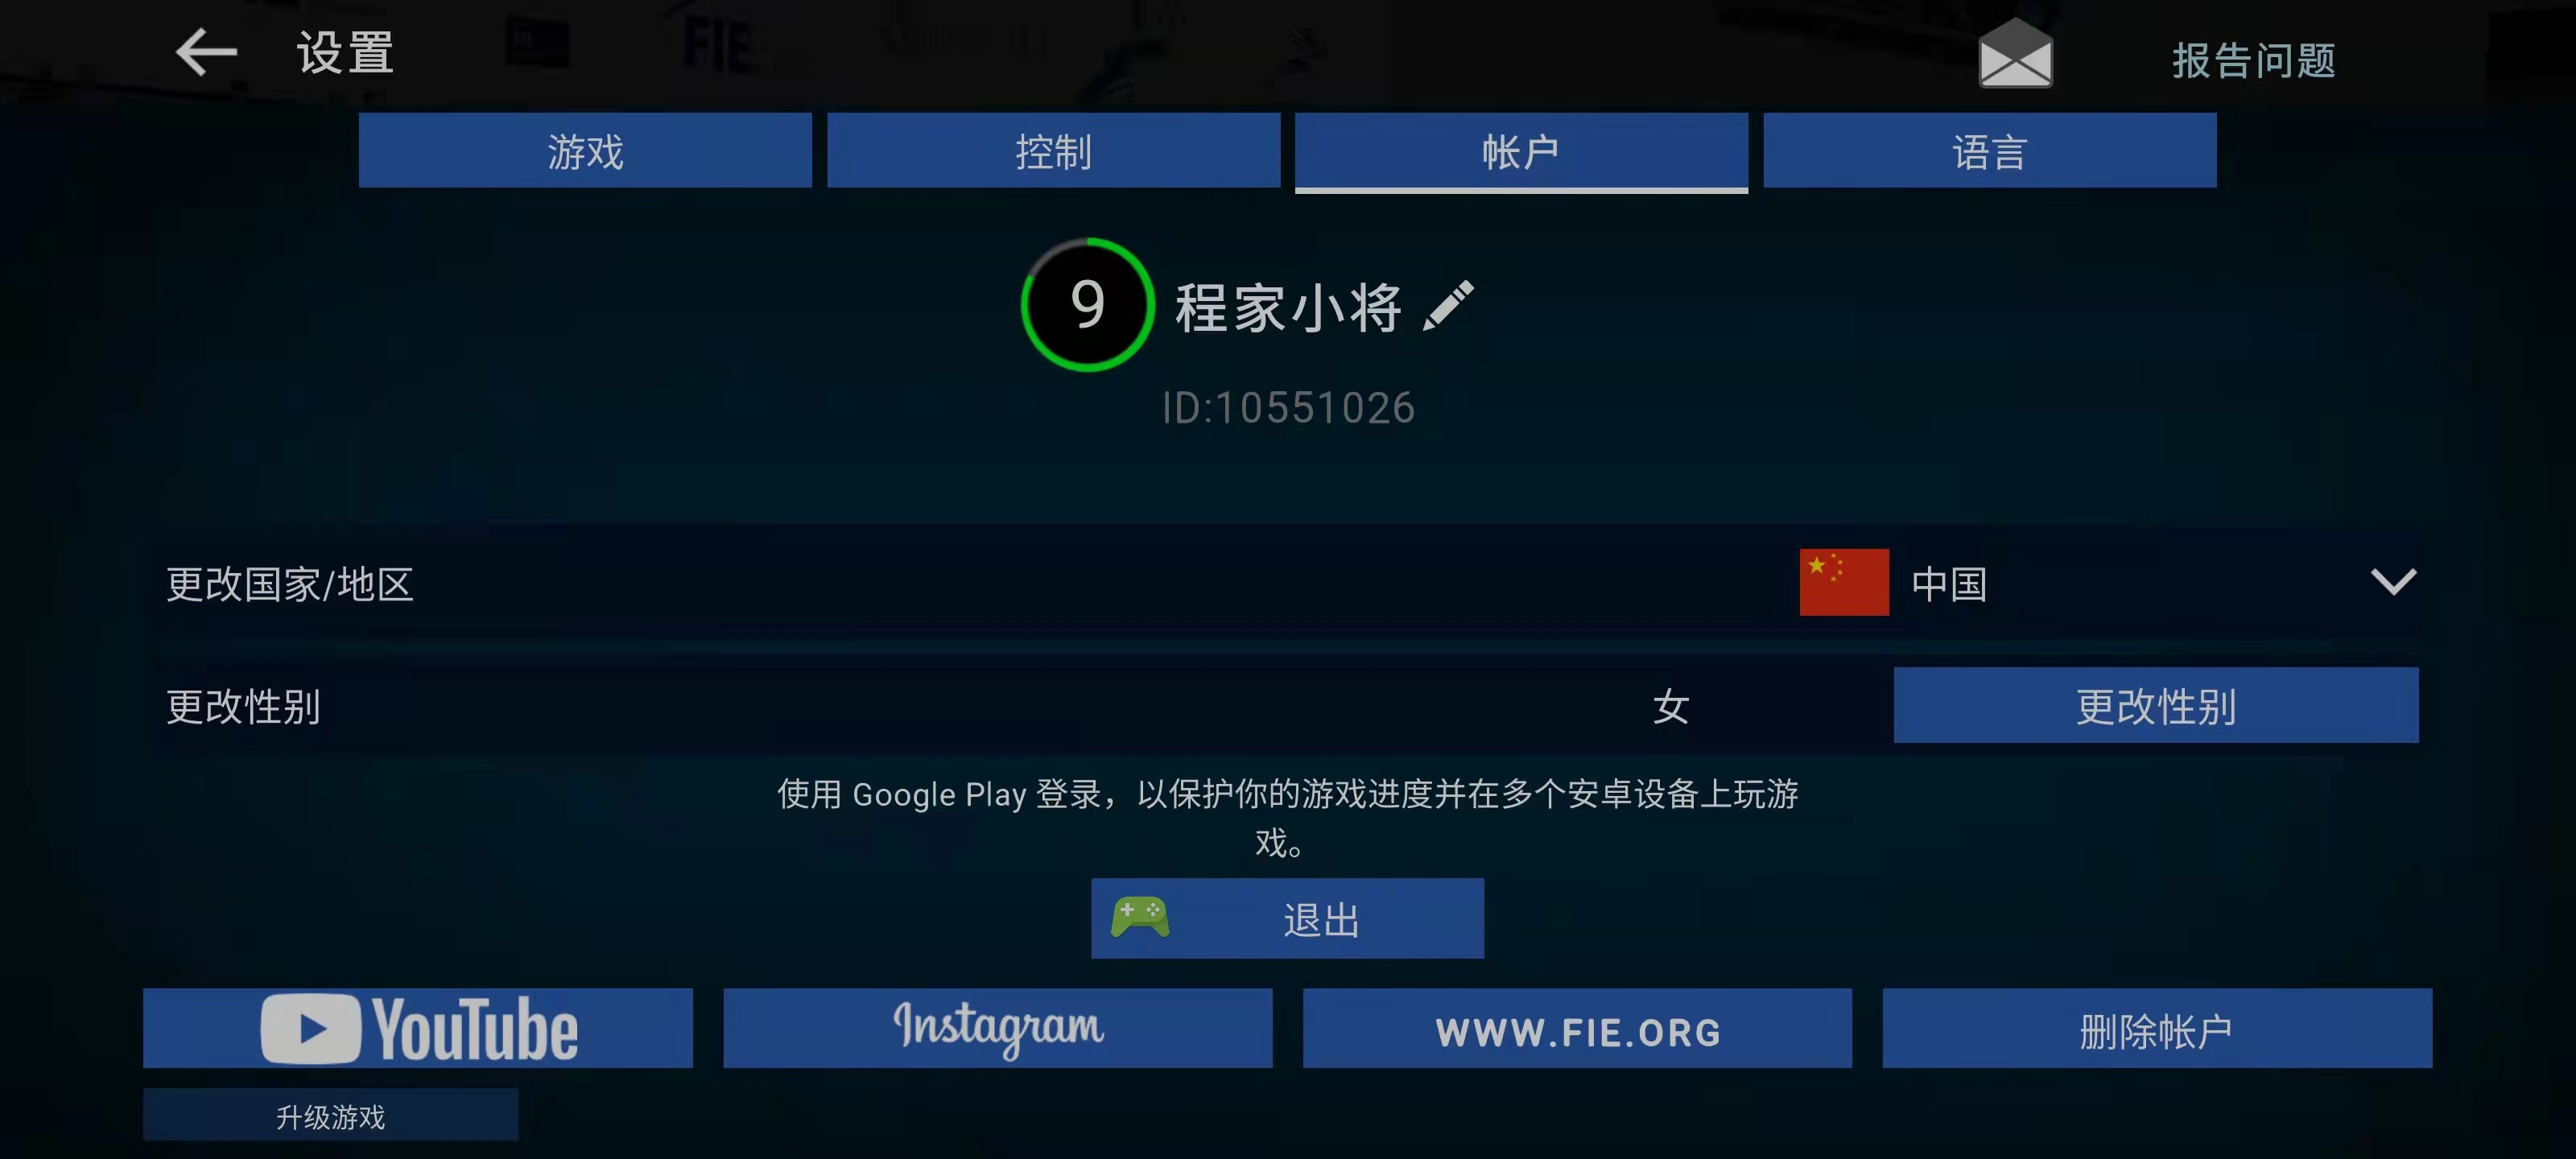 设置
FIE
报告问题
游戏
控制
帐户
语言
9
程家小将
ID:10551026
更改国家/地区
中国
更改性别
女
更改性别
使用 Google Play 登录，以保护你的游戏进度并在多个安卓设备上玩游
戏。
退出
YouTube
Instagram
WWW.FIE.ORG
删除帐户
升级游戏